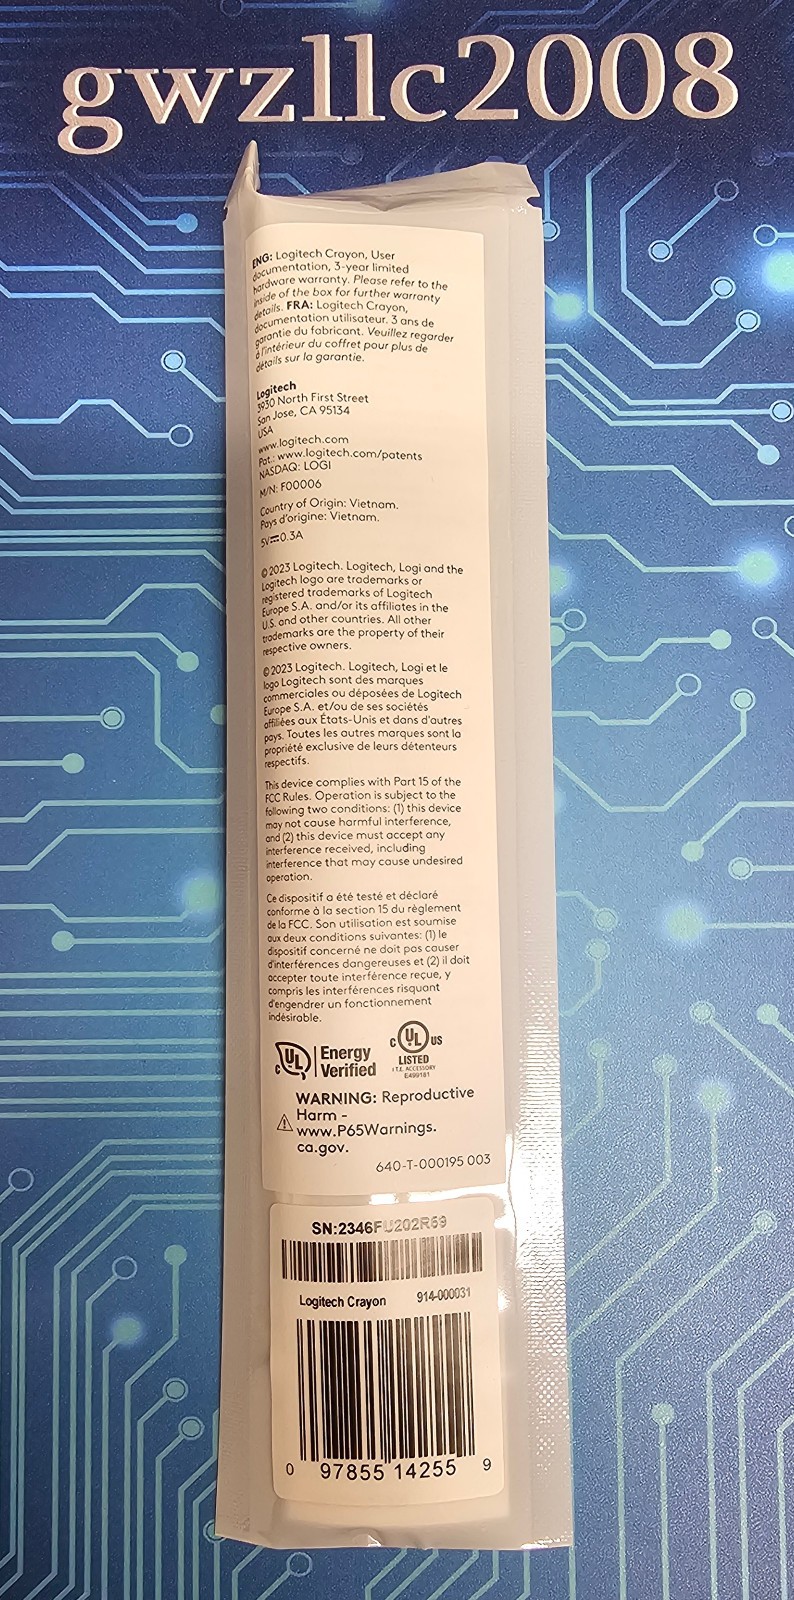 gwzllc2008
ENG: Logitech Crayon, User
documentation, 3-year limited
hardware warranty. Please refer to the
inside of the box for further warranty
details. FRA: Logitech Crayon,
documentation utilisateur. 3 ans de
garantie du fabricant. Veuillez regarder
à l'intérieur du coffret pour plus de
détails sur la garantie.
Logitech
3930 North First Street
San Jose, CA 95134
USA
www.logitech.com
Pat.: www.logitech.com/patents
NASDAQ: LOGI
M/N: F00006
Country of Origin: Vietnam.
Pays d'origine: Vietnam.
5V⎓0.3A
©2023 Logitech. Logitech, Logi and the
Logitech logo are trademarks or
registered trademarks of Logitech
Europe S.A. and/or its affiliates in the
U.S. and other countries. All other
trademarks are the property of their
respective owners.
©2023 Logitech. Logitech, Logi et le
logo Logitech sont des marques
commerciales ou déposées de Logitech
Europe S.A. et/ou de ses sociétés
affiliées aux États-Unis et dans d'autres
pays. Toutes les autres marques sont la
propriété exclusive de leurs détenteurs
respectifs.
This device complies with Part 15 of the
FCC Rules. Operation is subject to the
following two conditions: (1) this device
may not cause harmful interference,
and (2) this device must accept any
interference received, including
interference that may cause undesired
operation.
Ce dispositif a été testé et déclaré
conforme à la section 15 du règlement
de la FCC. Son utilisation est soumise
aux deux conditions suivantes: (1) le
dispositif concerné ne doit pas causer
d'interférences dangereuses et (2) il doit
accepter toute interférence reçue, y
compris les interférences risquant
d'engendrer un fonctionnement
indésirable.
c UL Energy
Verified
c UL US
LISTED
I.T.E. ACCESSORY
E499181
WARNING: Reproductive
Harm -
www.P65Warnings.
ca.gov.
640-T-000195 003
SN:2346FU202R69
Logitech Crayon 914-000031
0 97855 14255 9